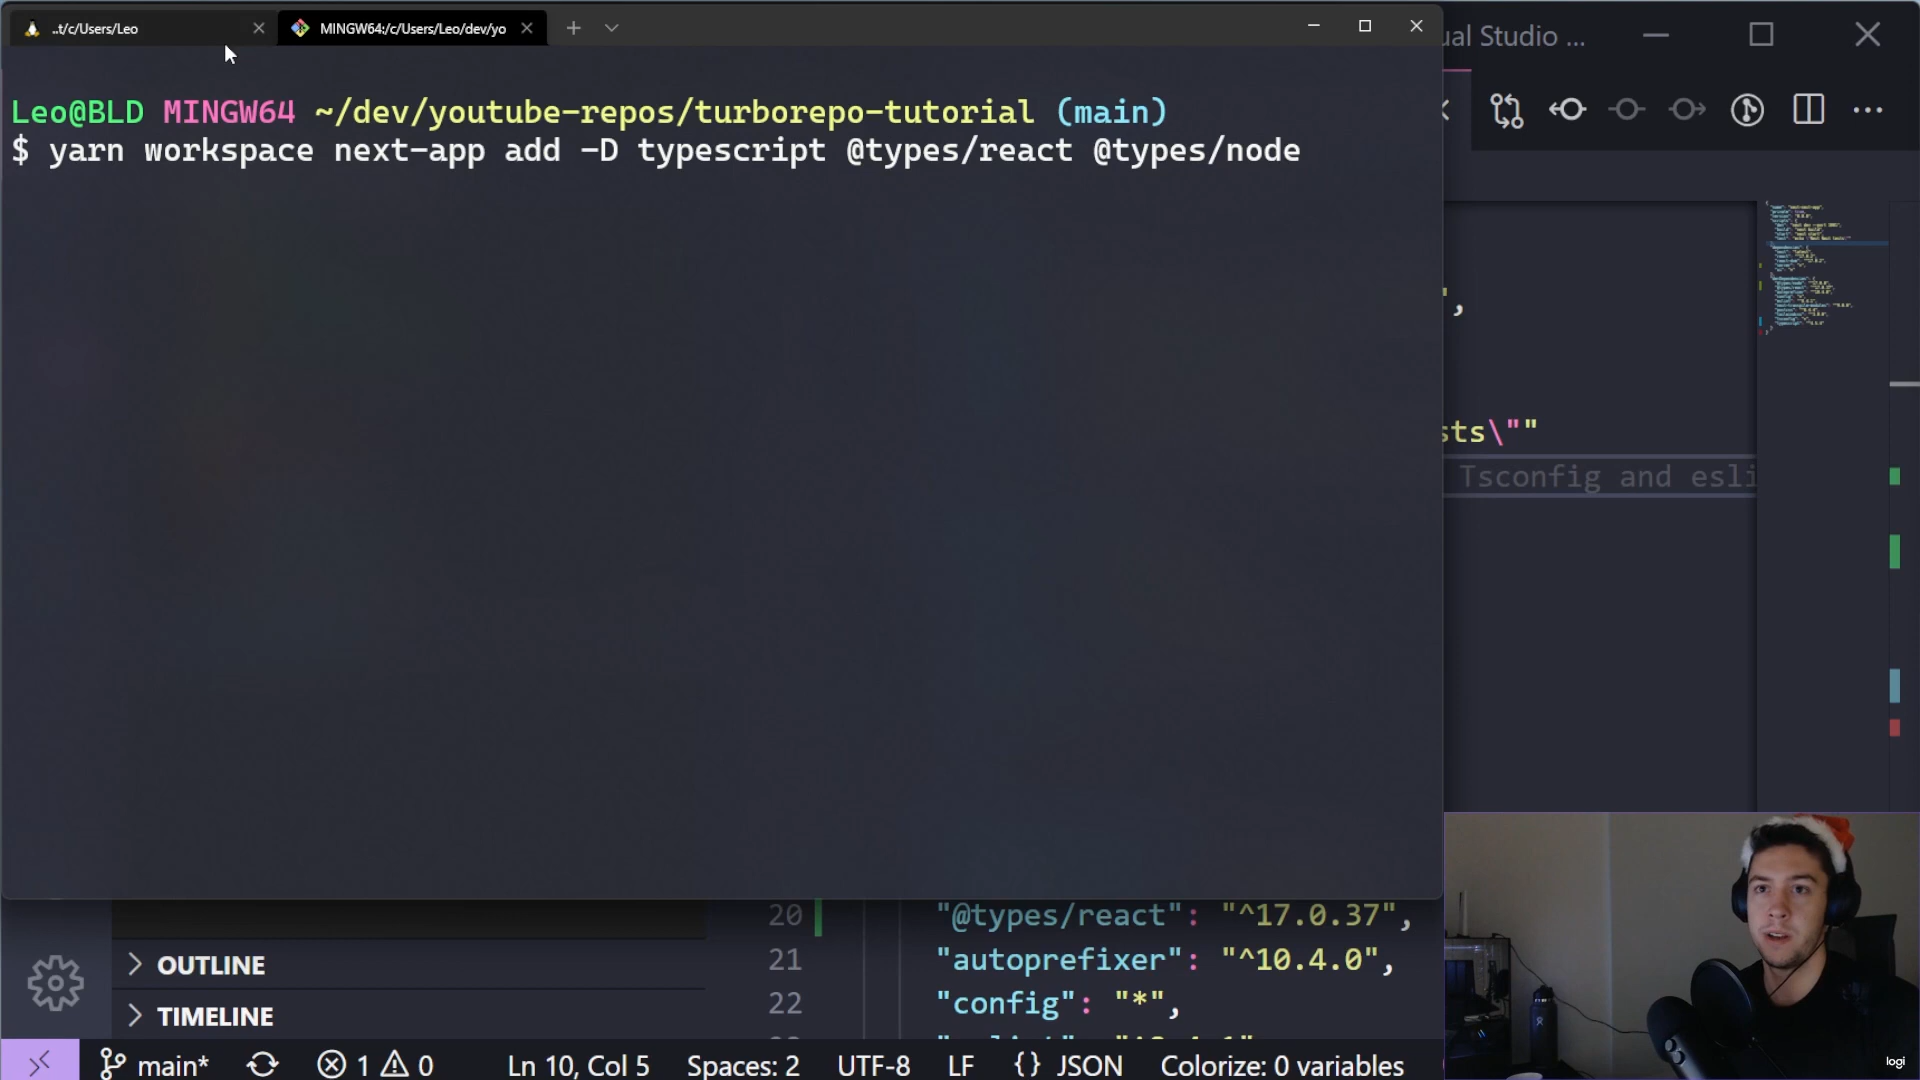 ..t/c/Users/Leo
MINGW64:/c/Users/Leo/dev/yo
ual Studio ...
Leo@BLD MINGW64 ~/dev/youtube-repos/turborepo-tutorial (main)
$ yarn workspace next-app add -D typescript @types/react @types/node
",
sts\""
Tsconfig and esli
20 "@types/react": "^17.0.37",
21 "autoprefixer": "^10.4.0",
22 "config": "*",
OUTLINE
TIMELINE
main* 1 0 Ln 10, Col 5 Spaces: 2 UTF-8 LF {} JSON Colorize: 0 variables
logi